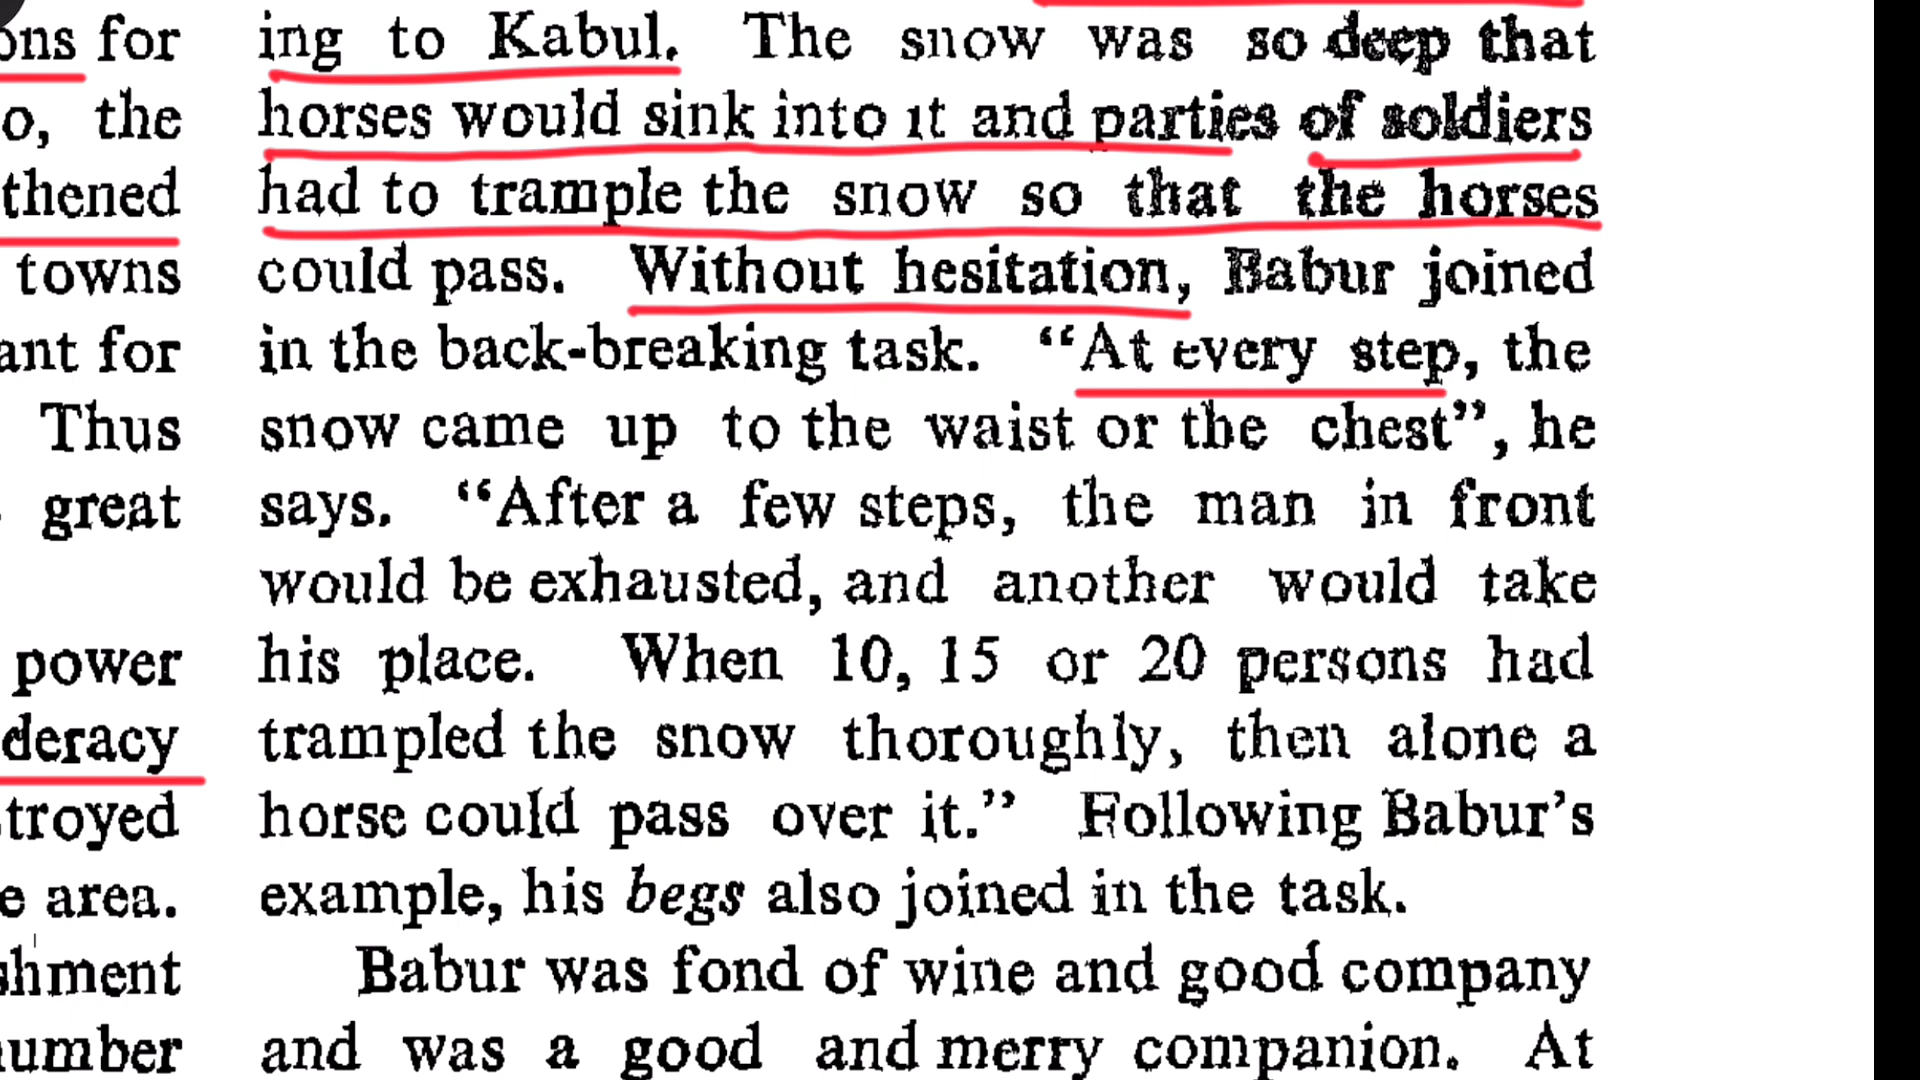 ons for
o, the
thened
towns
ant for
Thus
great
power
deracy
troyed
e area.
shment
number
ing to Kabul. The snow was so deep that
horses would sink into it and parties of soldiers
had to trample the snow so that the horses
could pass. Without hesitation, Babur joined
in the back-breaking task. “At every step, the
snow came up to the waist or the chest”, he
says. “After a few steps, the man in front
would be exhausted, and another would take
his place. When 10, 15 or 20 persons had
trampled the snow thoroughly, then alone a
horse could pass over it.” Following Babur’s
example, his begs also joined in the task.
Babur was fond of wine and good company
and was a good and merry companion. At